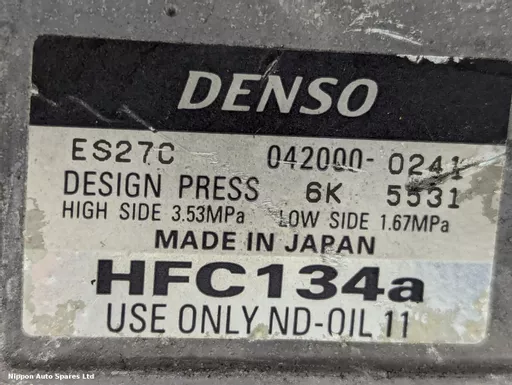 DENSO
ES27C 042000-0241
DESIGN PRESS 6K 5531
HIGH SIDE 3.53MPa LOW SIDE 1.67MPa
MADE IN JAPAN
HFC134a
USE ONLY ND-OIL 11
Nippon Auto Spares Ltd